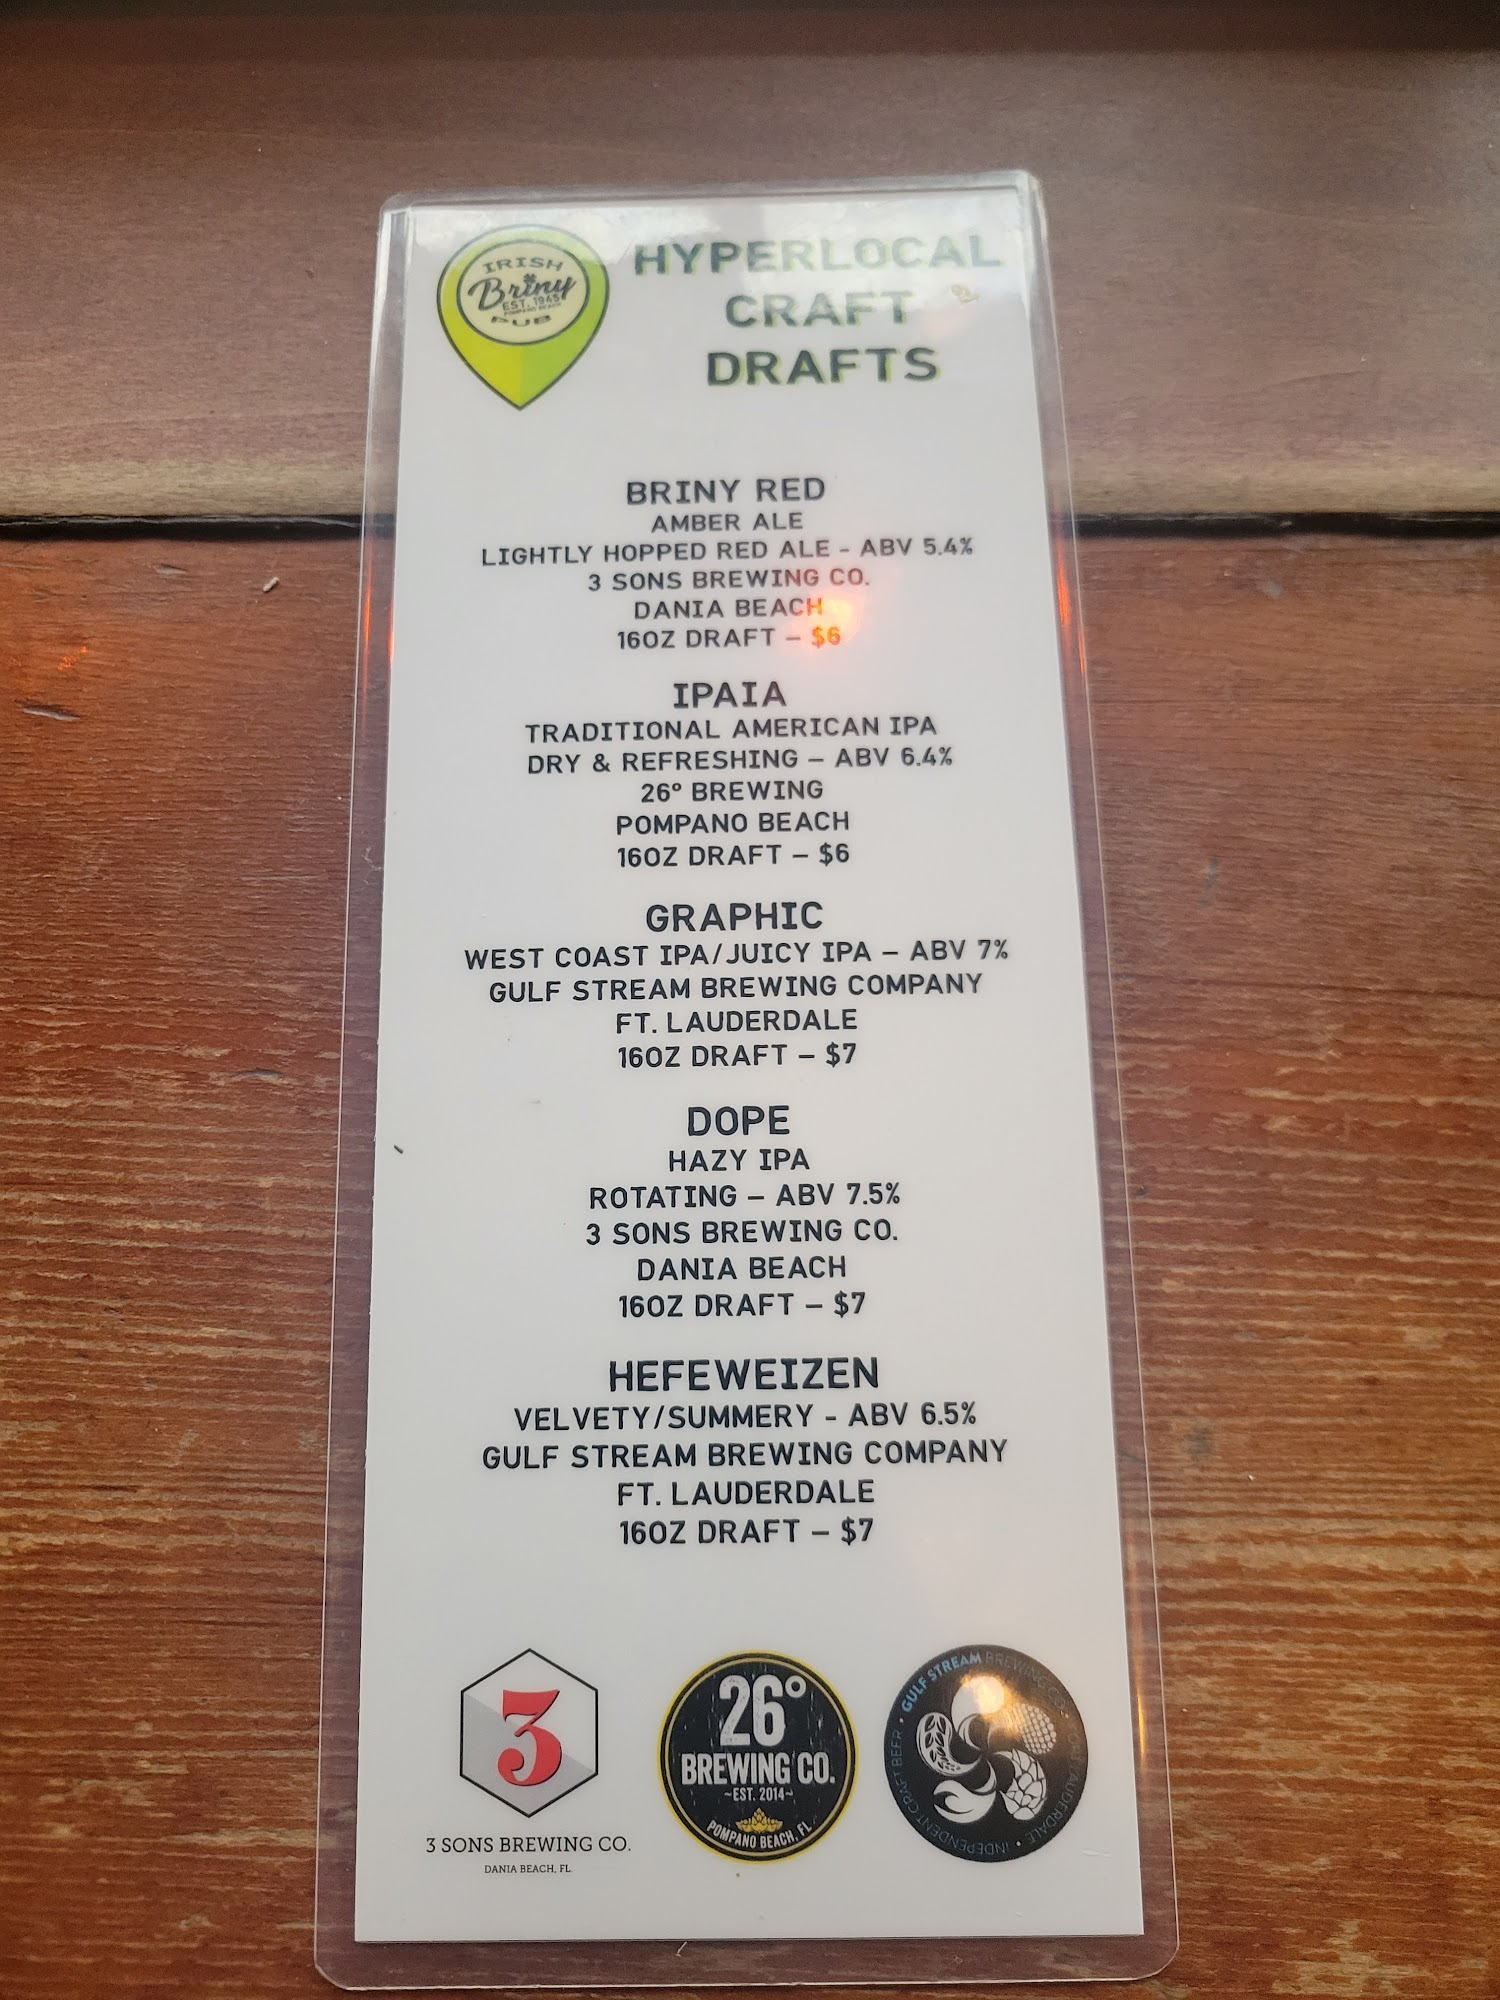 IRISH
Briny
EST. 1945
POMPANO BEACH
PUB
HYPERLOCAL
CRAFT
DRAFTS
BRINY RED
AMBER ALE
LIGHTLY HOPPED RED ALE - ABV 5.4%
3 SONS BREWING CO.
DANIA BEACH
16OZ DRAFT – $6
IPAIA
TRADITIONAL AMERICAN IPA
DRY & REFRESHING – ABV 6.4%
26° BREWING
POMPANO BEACH
16OZ DRAFT – $6
GRAPHIC
WEST COAST IPA/JUICY IPA – ABV 7%
GULF STREAM BREWING COMPANY
FT. LAUDERDALE
16OZ DRAFT – $7
DOPE
HAZY IPA
ROTATING – ABV 7.5%
3 SONS BREWING CO.
DANIA BEACH
16OZ DRAFT – $7
HEFEWEIZEN
VELVETY/SUMMERY - ABV 6.5%
GULF STREAM BREWING COMPANY
FT. LAUDERDALE
16OZ DRAFT – $7
3
3 SONS BREWING CO.
DANIA BEACH, FL
26°
BREWING CO.
~EST. 2014~
POMPANO BEACH, FL
GULF STREAM BREWING CO. • FORT LAUDERDALE • INDEPENDENT CRAFT BEER •